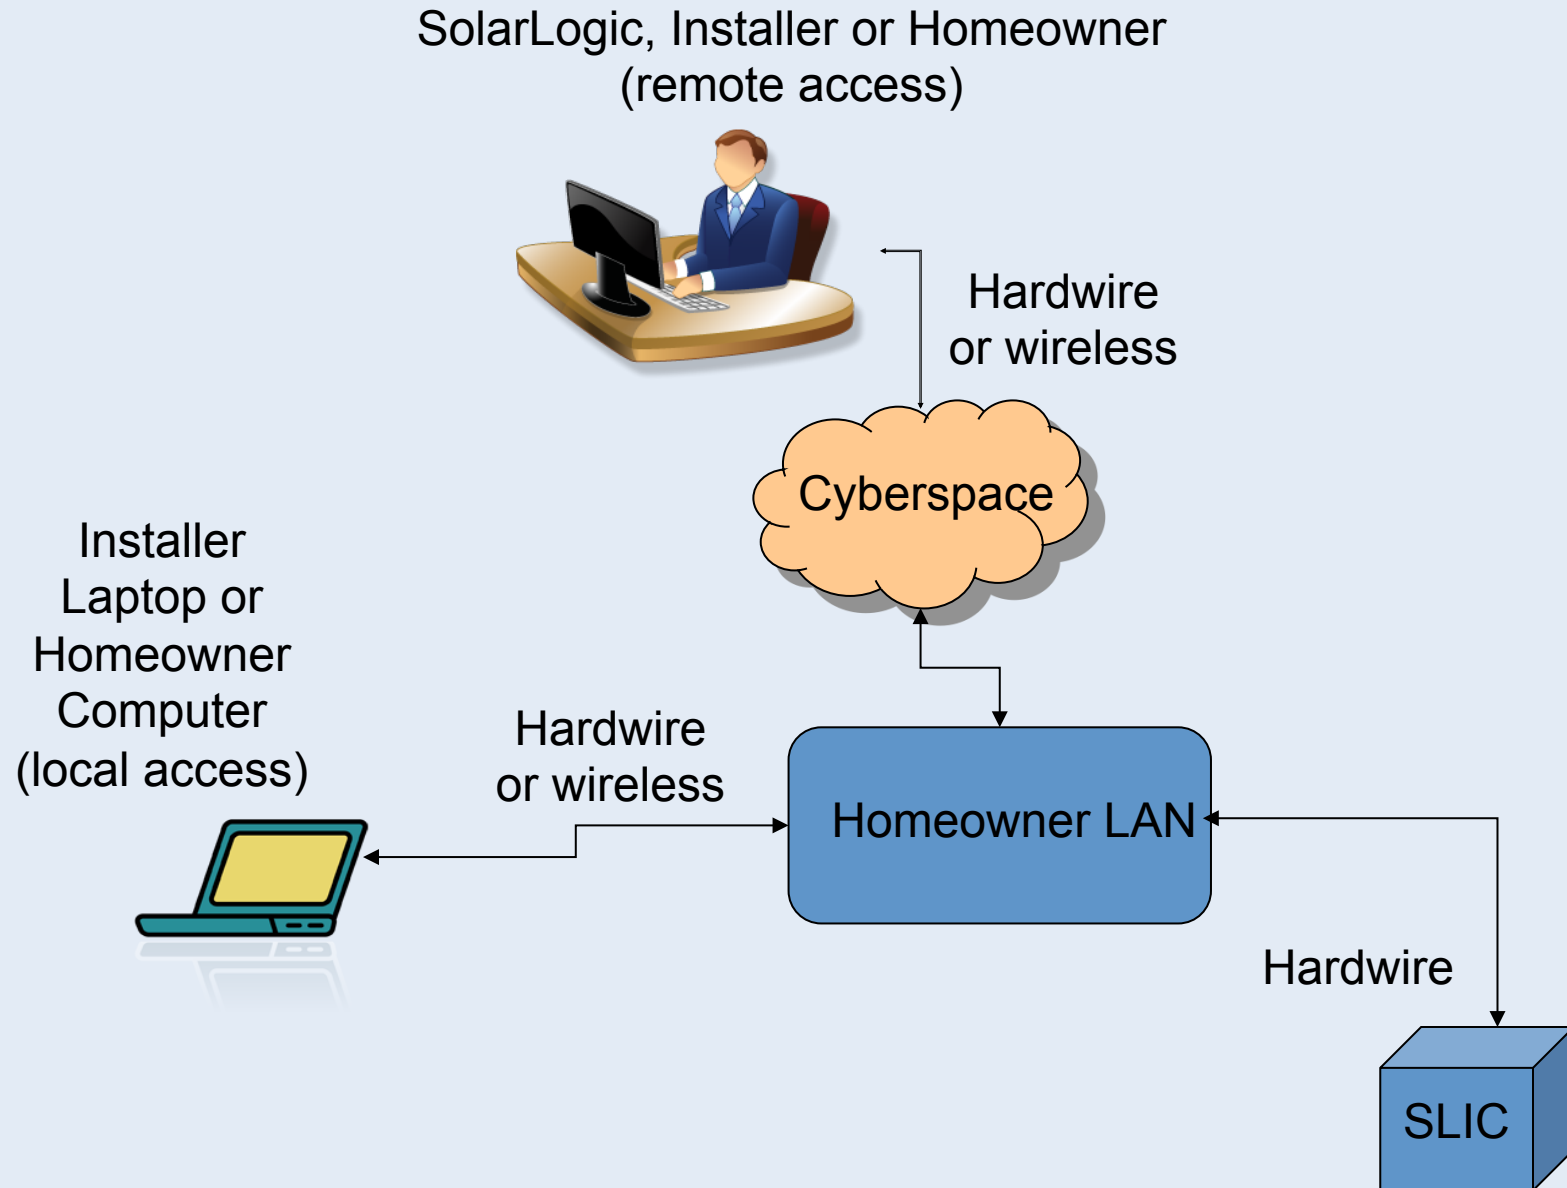 SolarLogic, Installer or Homeowner
(remote access)
Hardwire
or wireless
Cyberspace
Installer
Laptop or
Homeowner
Computer
(local access)
Hardwire
or wireless
Homeowner LAN
Hardwire
SLIC